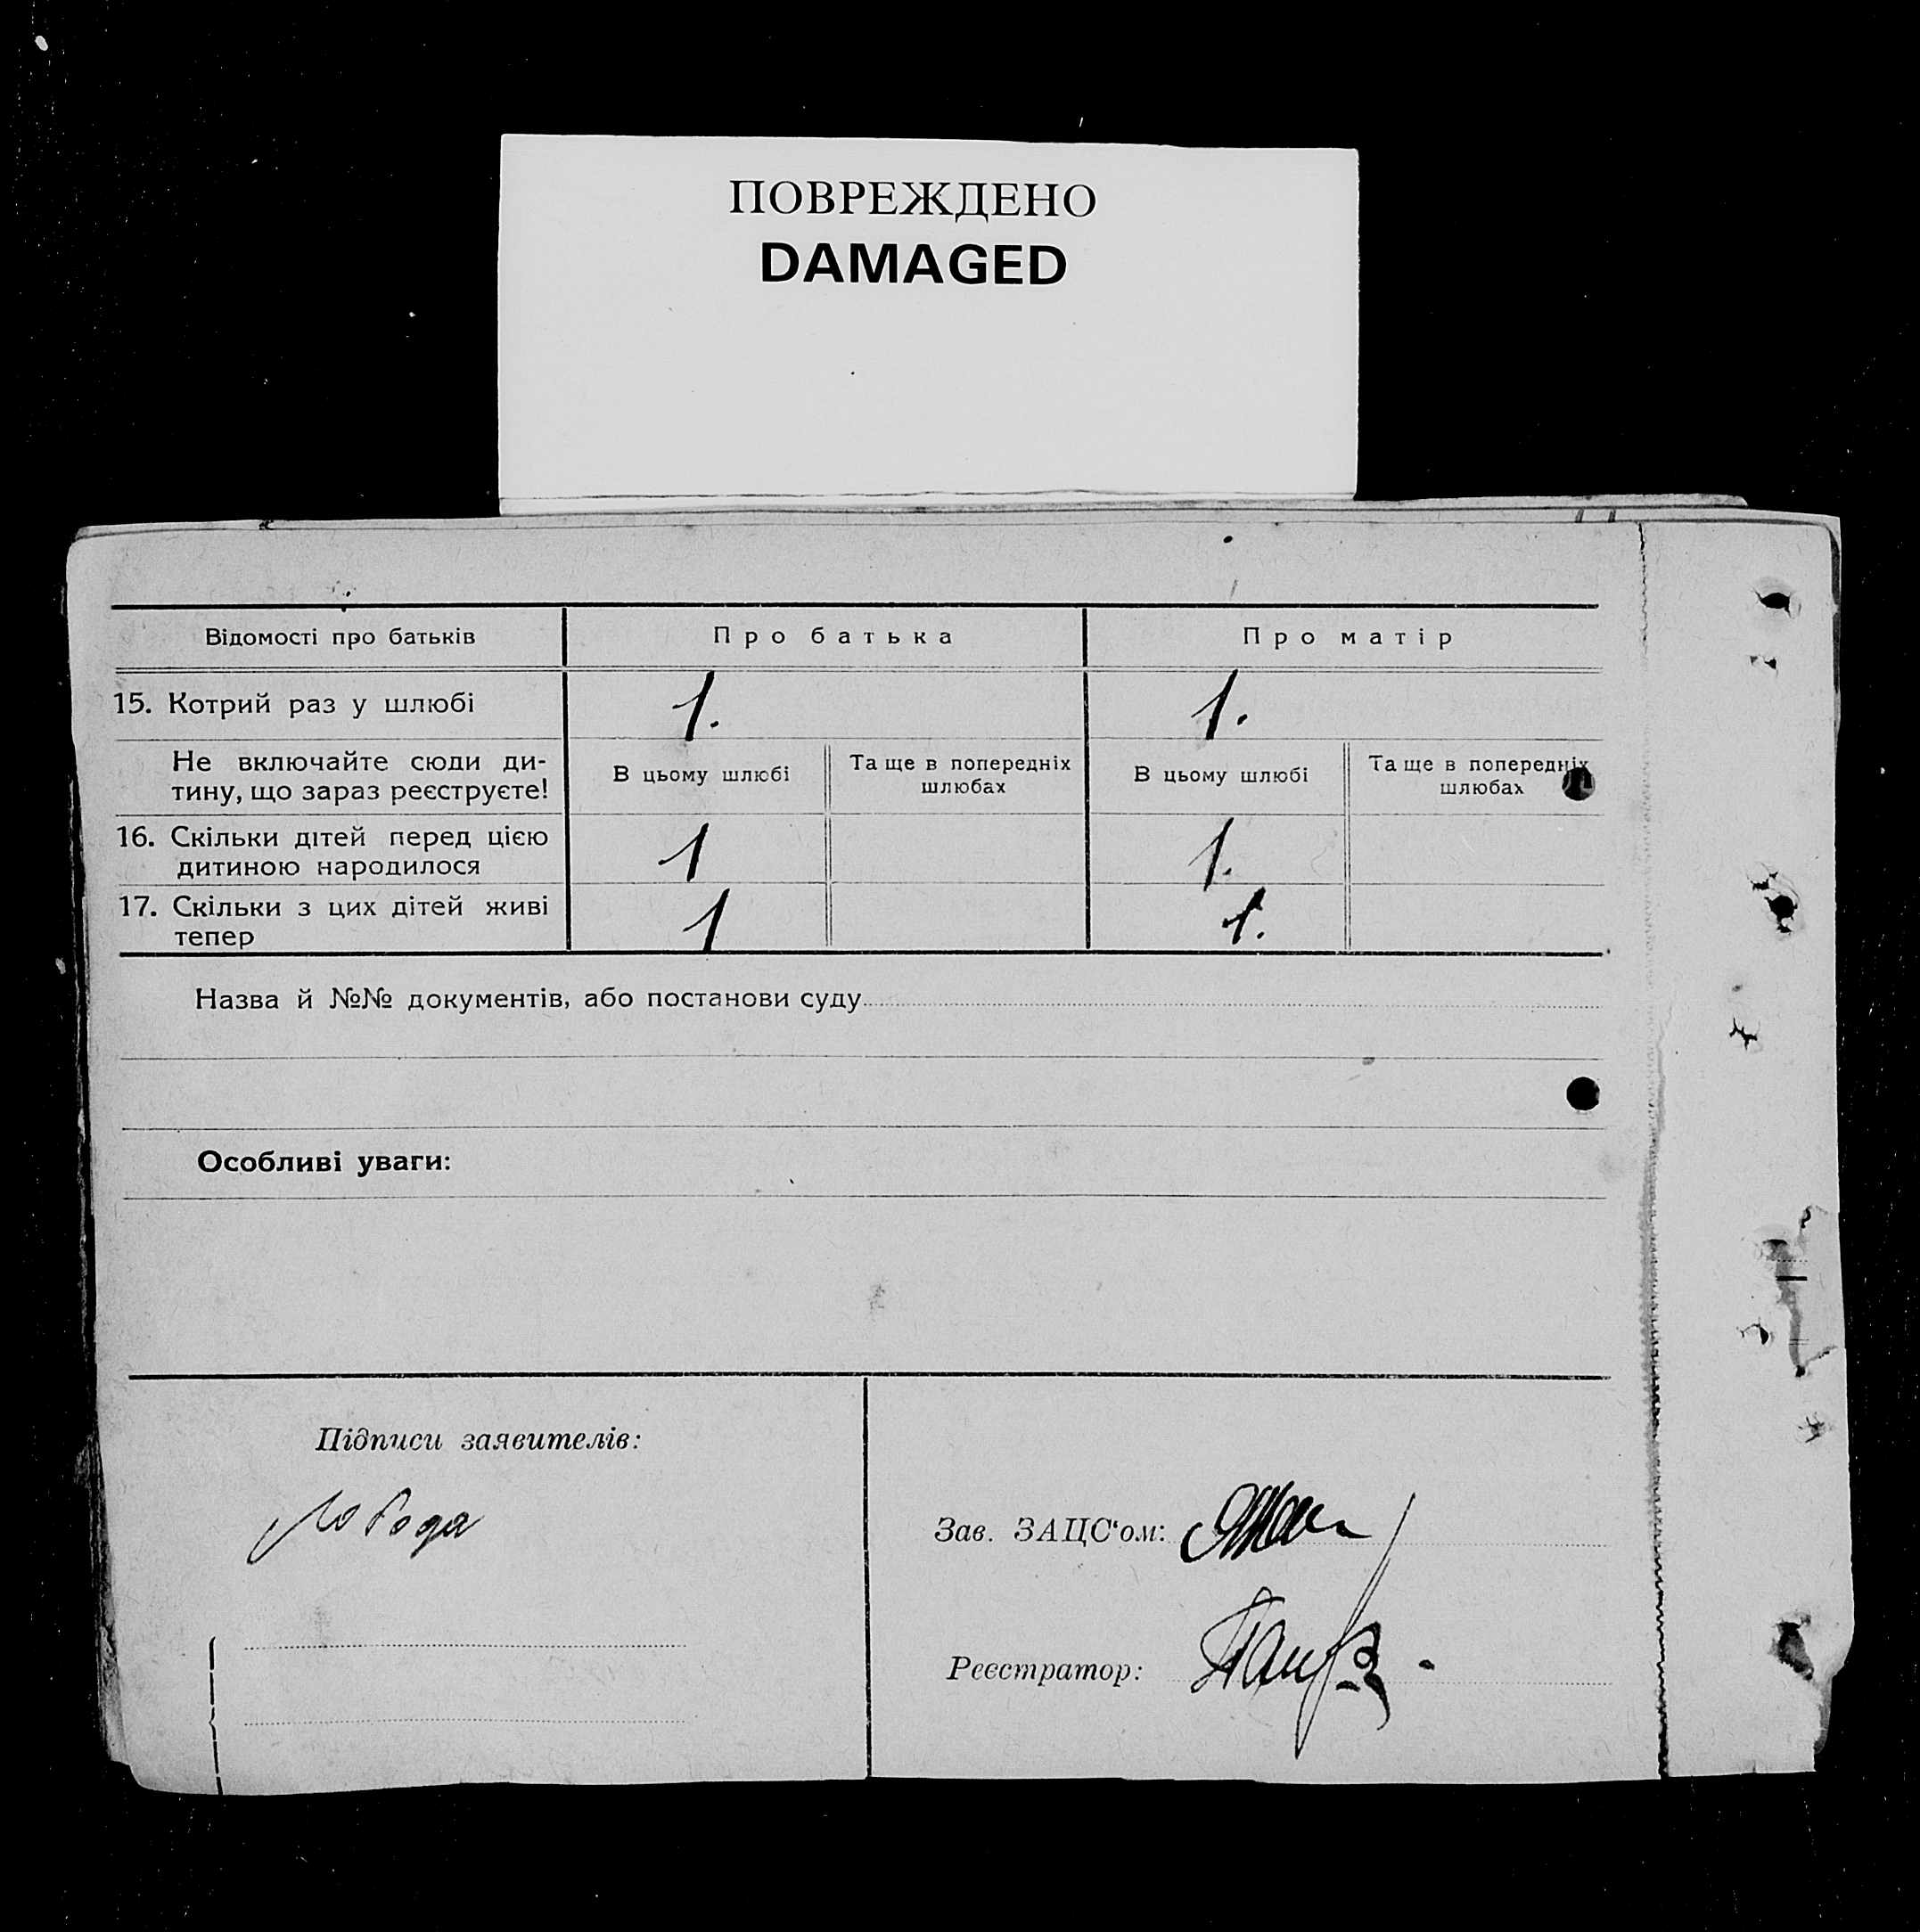 ПОВРЕЖДЕНО
DAMAGED
Відомості про батьків
Про батька
Про матір
15. Котрий раз у шлюбі
1.
1.
Не включайте сюди ди-
тину, що зараз реєструєте!
В цьому шлюбі
Та ще в попередніх
шлюбах
В цьому шлюбі
Та ще в попередніх
шлюбах
16. Скільки дітей перед цією
дитиною народилося
1
1.
17. Скільки з цих дітей живі
тепер
1
1.
Назва й №№ документів, або постанови суду
Особливі уваги:
Підписи заявителів:
Лобода
Зав. ЗАЦС'ом:
Реєстратор: